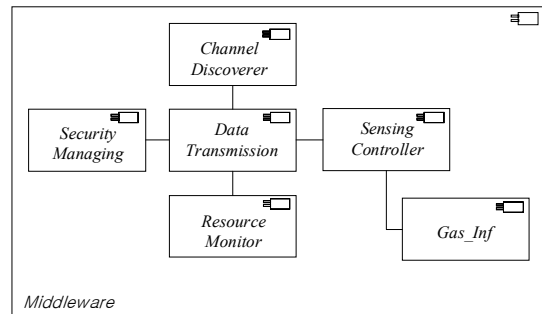 Channel
Discoverer
Security
Managing
Data
Transmission
Sensing
Controller
Resource
Monitor
Gas_Inf
Middleware